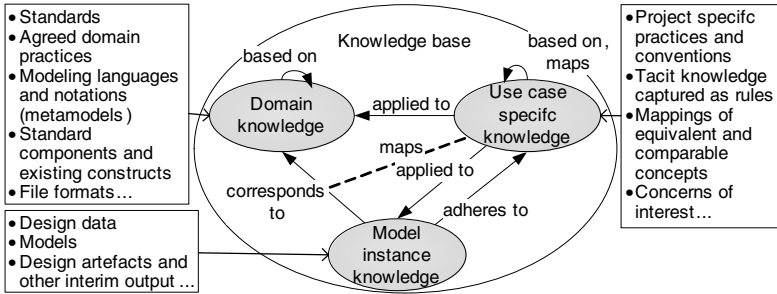 • Standards
• Agreed domain
practices
• Modeling languages
and notations
(metamodels)
• Standard
components and
existing constructs
• File formats...
• Design data
• Models
• Design artefacts and
other interim output ...
Knowledge base
based on
based on,
maps
Domain
knowledge
applied to
Use case
specifc
knowledge
maps
applied to
corresponds
to
adheres to
Model
instance
knowledge
• Project specifc
practices and
conventions
• Tacit knowledge
captured as rules
• Mappings of
equivalent and
comparable
concepts
• Concerns of
interest...